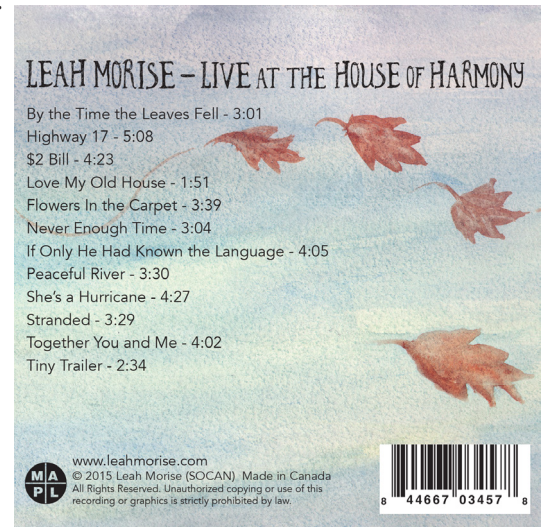 LEAH MORISE – LIVE AT THE HOUSE OF HARMONY
By the Time the Leaves Fell - 3:01
Highway 17 - 5:08
$2 Bill - 4:23
Love My Old House - 1:51
Flowers In the Carpet - 3:39
Never Enough Time - 3:04
If Only He Had Known the Language - 4:05
Peaceful River - 3:30
She's a Hurricane - 4:27
Stranded - 3:29
Together You and Me - 4:02
Tiny Trailer - 2:34
www.leahmorise.com
© 2015 Leah Morise (SOCAN) Made in Canada
All Rights Reserved. Unauthorized copying or use of this
recording or graphics is strictly prohibited by law.
M A
P L
8 44667 03457 8